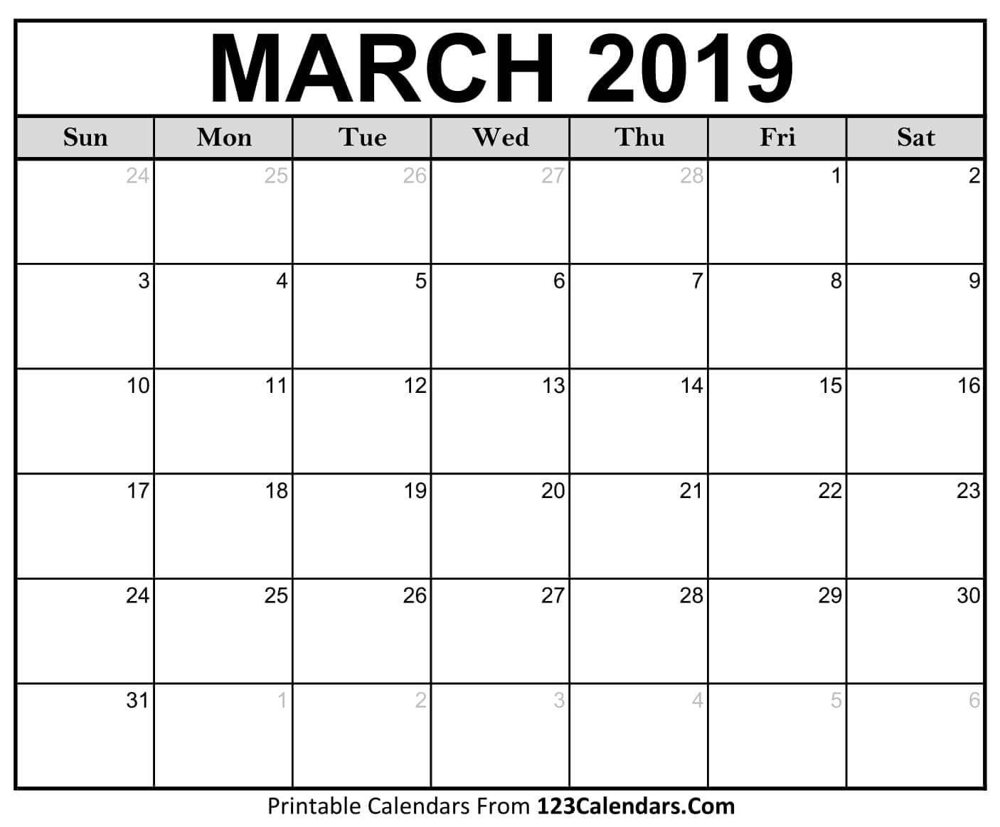 MARCH 2019
Sun Mon Tue Wed Thu Fri Sat
24 25 26 27 28 1 2
3 4 5 6 7 8 9
10 11 12 13 14 15 16
17 18 19 20 21 22 23
24 25 26 27 28 29 30
31 1 2 3 4 5 6
Printable Calendars From 123Calendars.Com